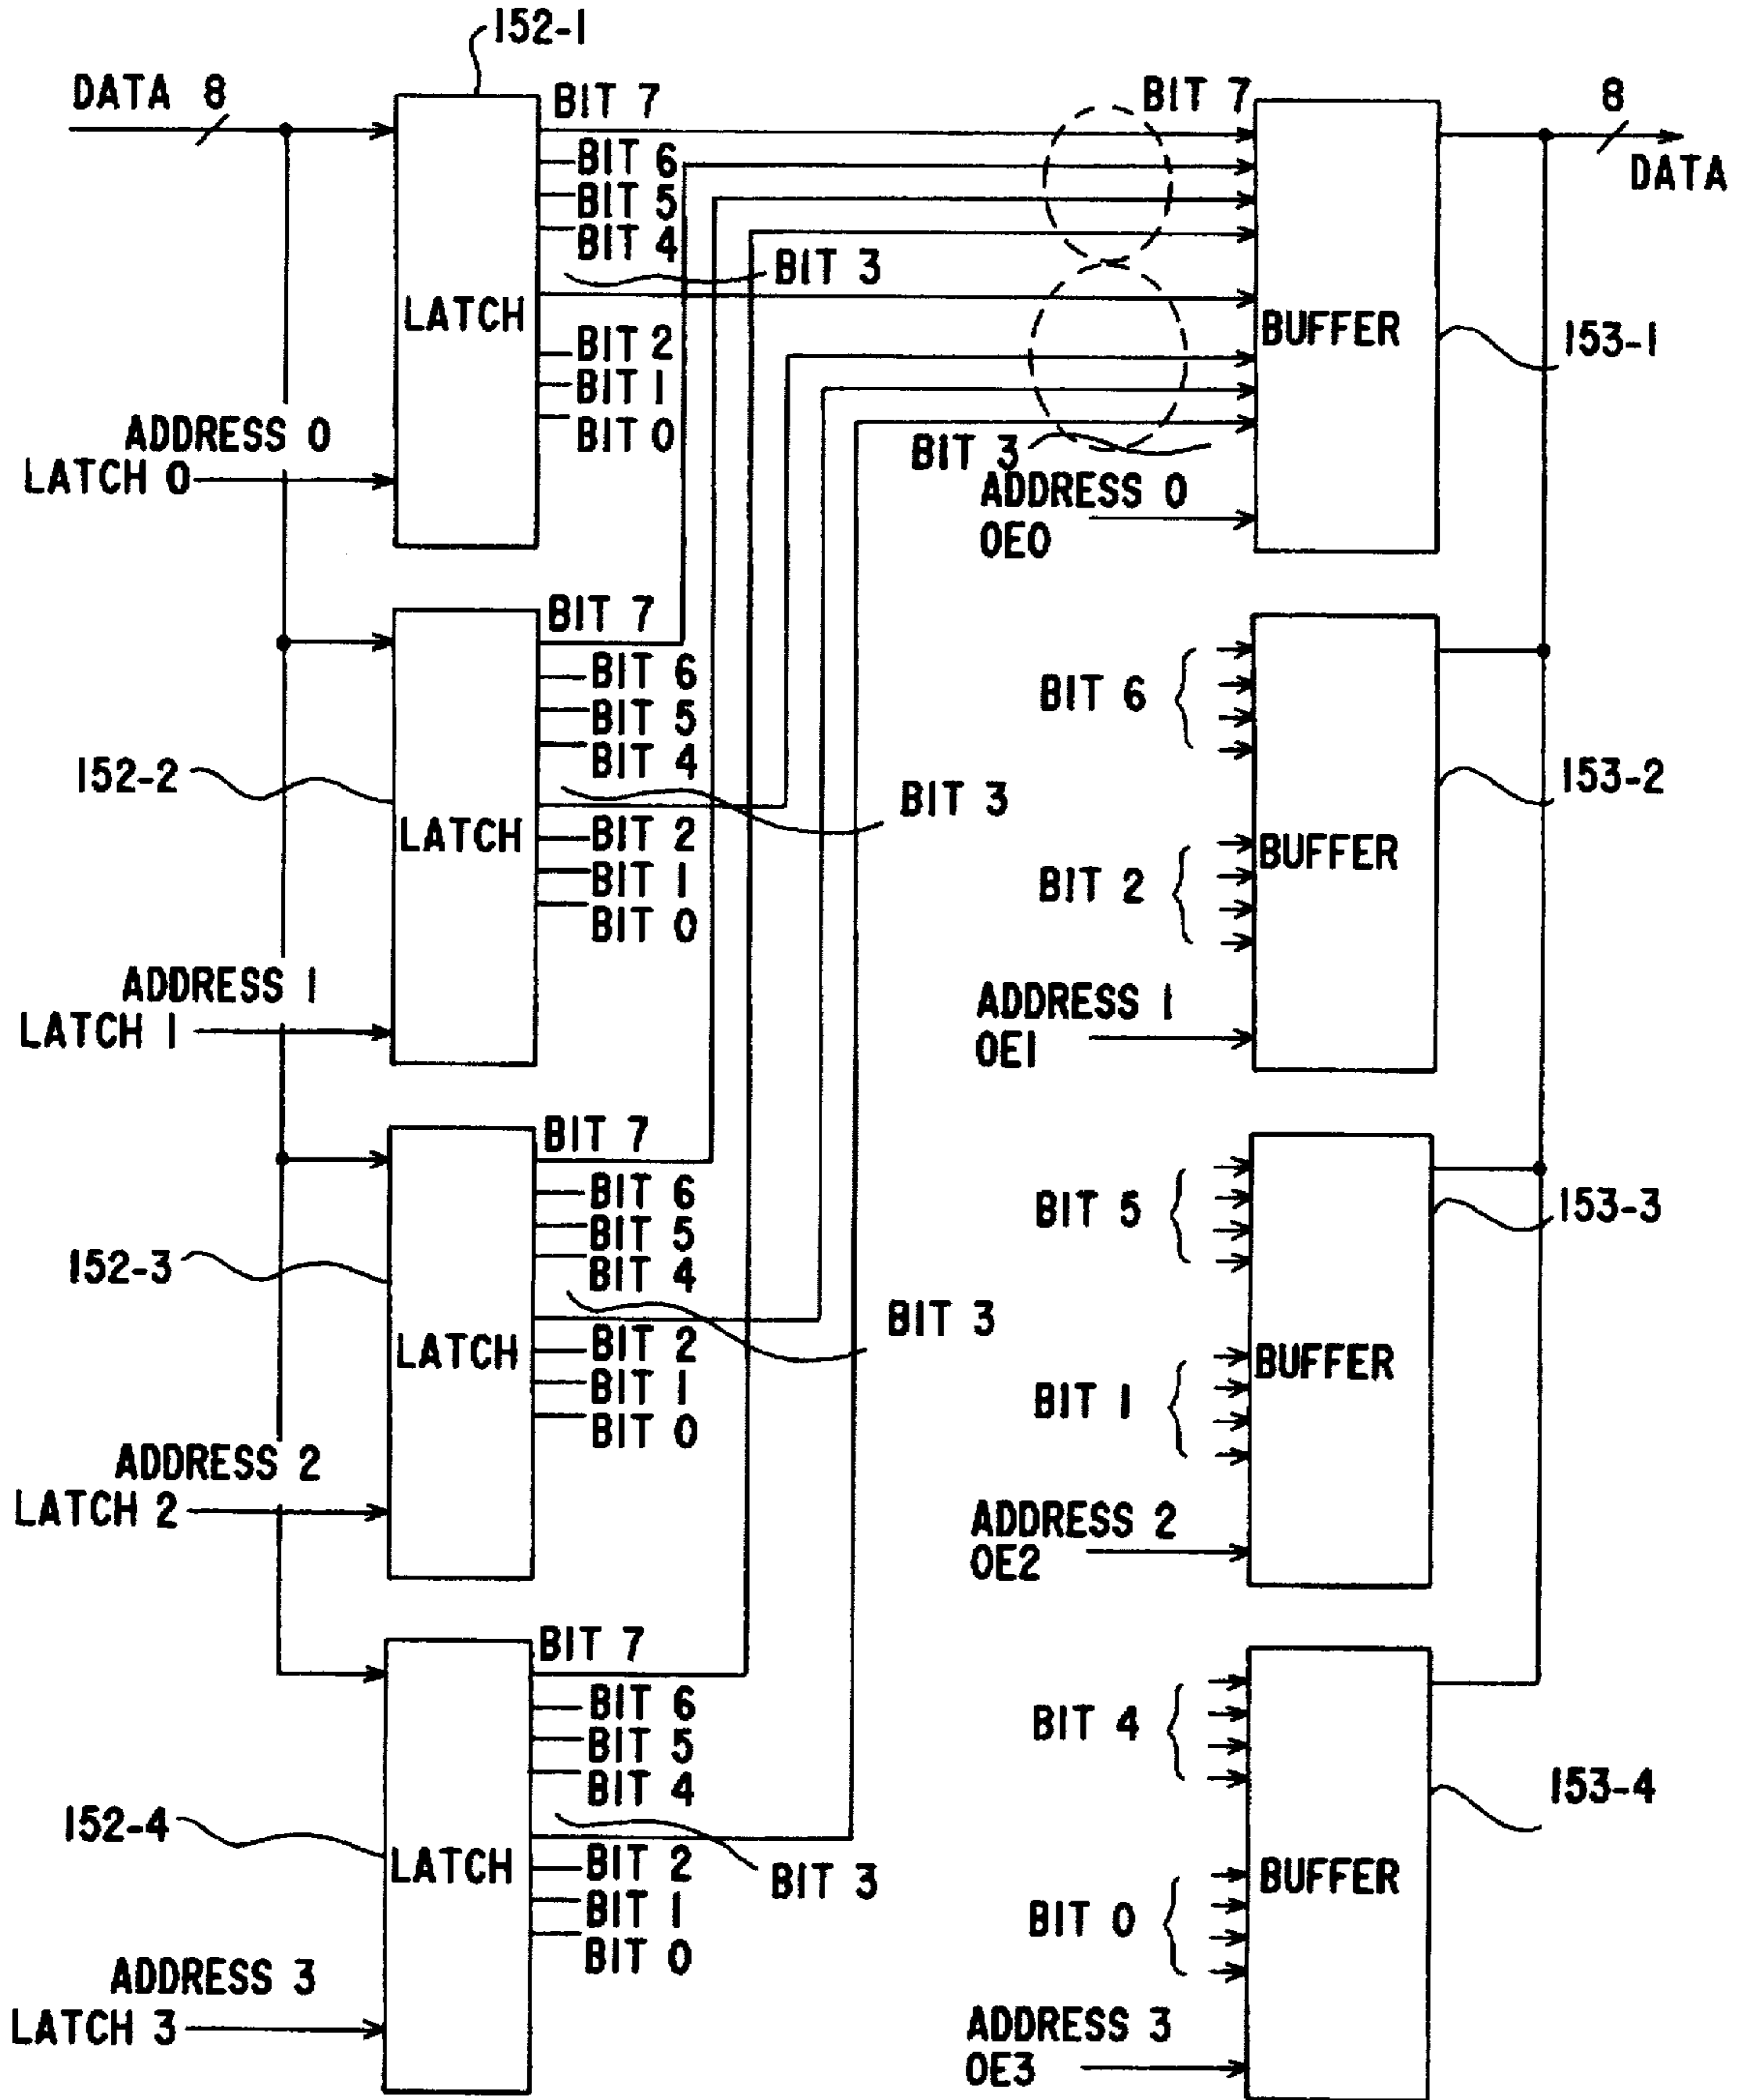 152-1
DATA 8
BIT 7
BIT 6
BIT 5
BIT 4
BIT 3
LATCH
BIT 2
BIT 1
BIT 0
ADDRESS 0
LATCH 0
BIT 7
8
DATA
BUFFER
153-1
BIT 3
ADDRESS 0
OE0
BIT 7
BIT 6
BIT 5
BIT 4
152-2
BIT 3
LATCH
BIT 2
BIT 1
BIT 0
ADDRESS 1
LATCH 1
BIT 6
153-2
BUFFER
BIT 2
ADDRESS 1
OE1
BIT 7
BIT 6
BIT 5
BIT 4
152-3
BIT 3
LATCH
BIT 2
BIT 1
BIT 0
ADDRESS 2
LATCH 2
BIT 5
153-3
BUFFER
BIT 1
ADDRESS 2
OE2
BIT 7
BIT 6
BIT 5
BIT 4
152-4
LATCH
BIT 3
BIT 2
BIT 1
BIT 0
ADDRESS 3
LATCH 3
BIT 4
153-4
BUFFER
BIT 0
ADDRESS 3
OE3